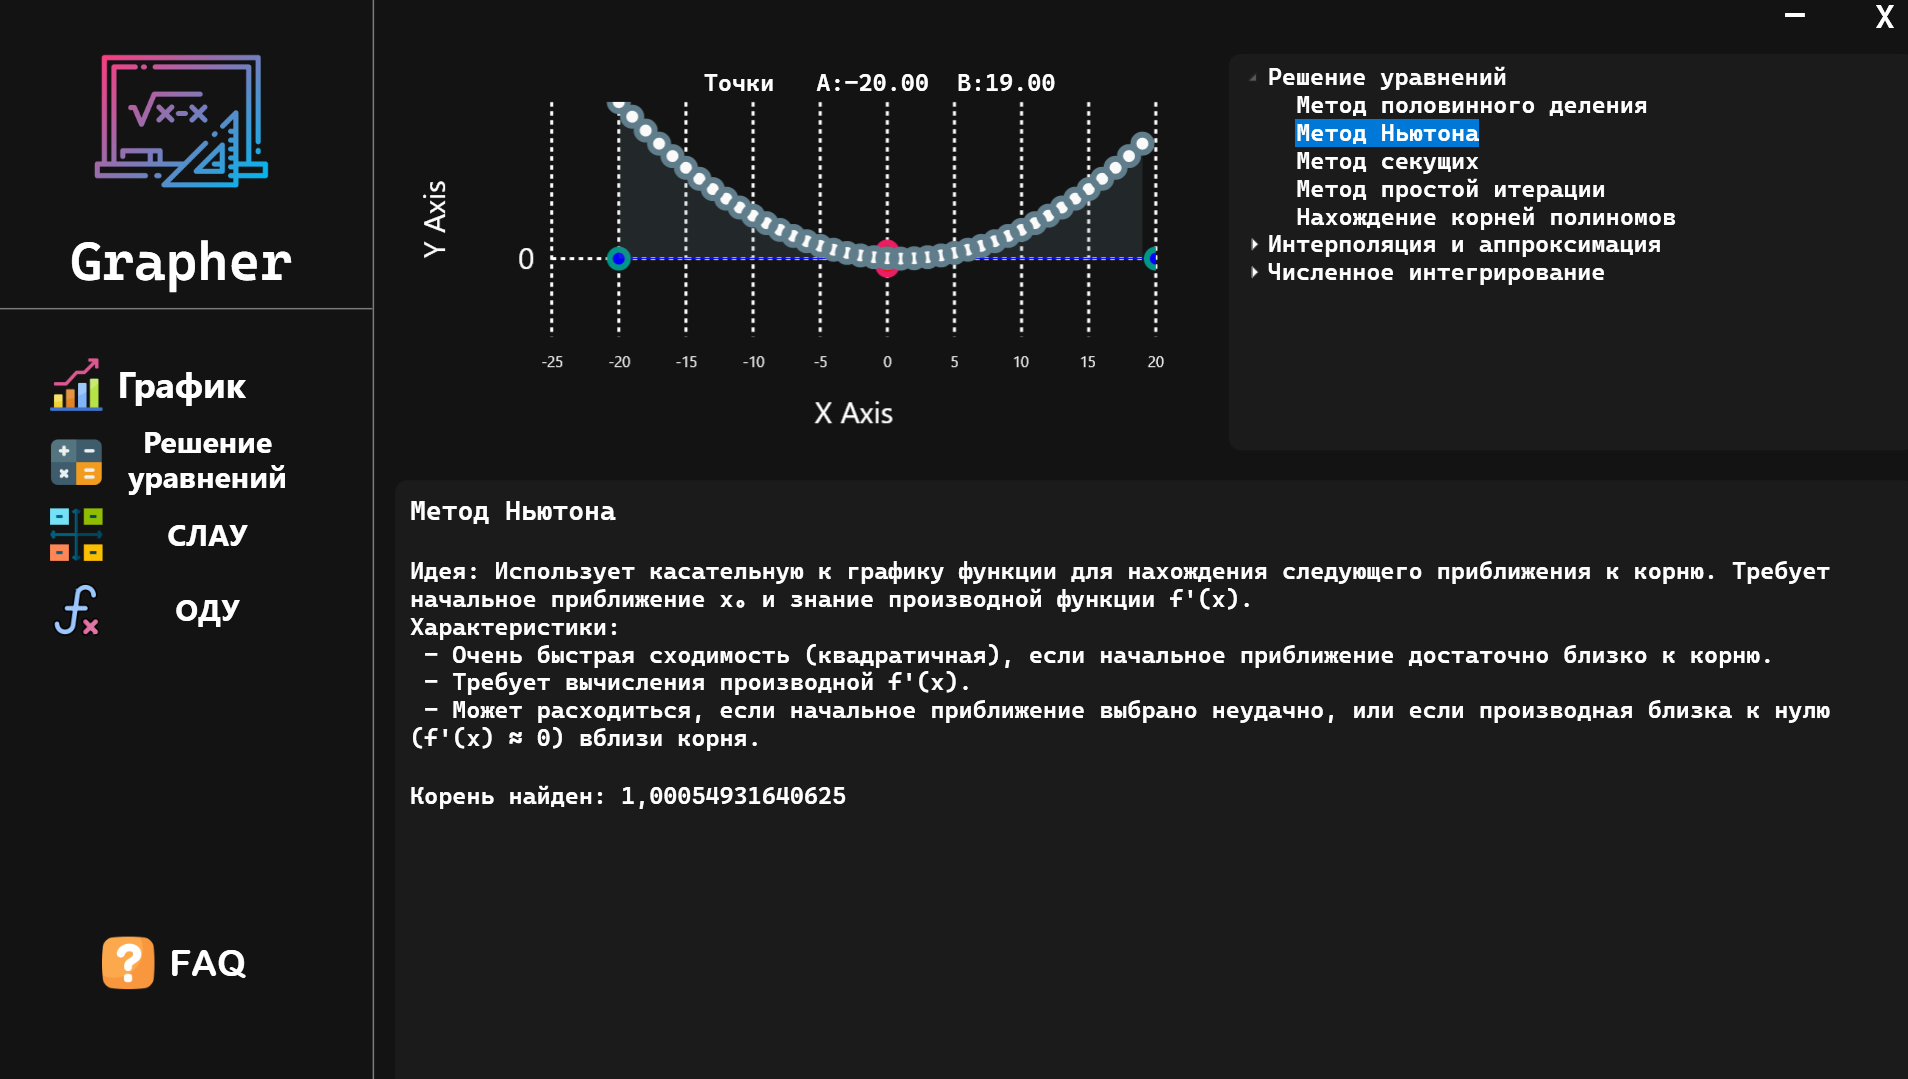 — X
√x-x
Grapher
График
Решение
уравнений
СЛАУ
ОДУ
FAQ
Точки A:−20.00 B:19.00
Y Axis
0
-25 -20 -15 -10 -5 0 5 10 15 20
X Axis
Решение уравнений
Метод половинного деления
Метод Ньютона
Метод секущих
Метод простой итерации
Нахождение корней полиномов
Интерполяция и аппроксимация
Численное интегрирование
Метод Ньютона
Идея: Использует касательную к графику функции для нахождения следующего приближения к корню. Требует
начальное приближение x₀ и знание производной функции f'(x).
Характеристики:
− Очень быстрая сходимость (квадратичная), если начальное приближение достаточно близко к корню.
− Требует вычисления производной f'(x).
− Может расходиться, если начальное приближение выбрано неудачно, или если производная близка к нулю
(f'(x) ≈ 0) вблизи корня.
Корень найден: 1,00054931640625